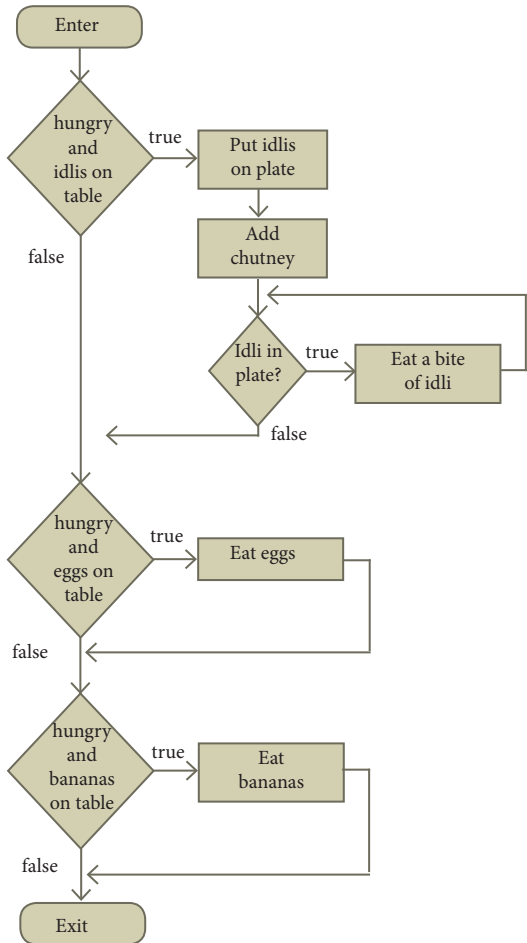 Enter
hungry
and
idlis on
table
true
Put idlis
on plate
false
Add
chutney
Idli in
plate?
true
Eat a bite
of idli
false
hungry
and
eggs on
table
true
Eat eggs
false
hungry
and
bananas
on table
true
Eat
bananas
false
Exit